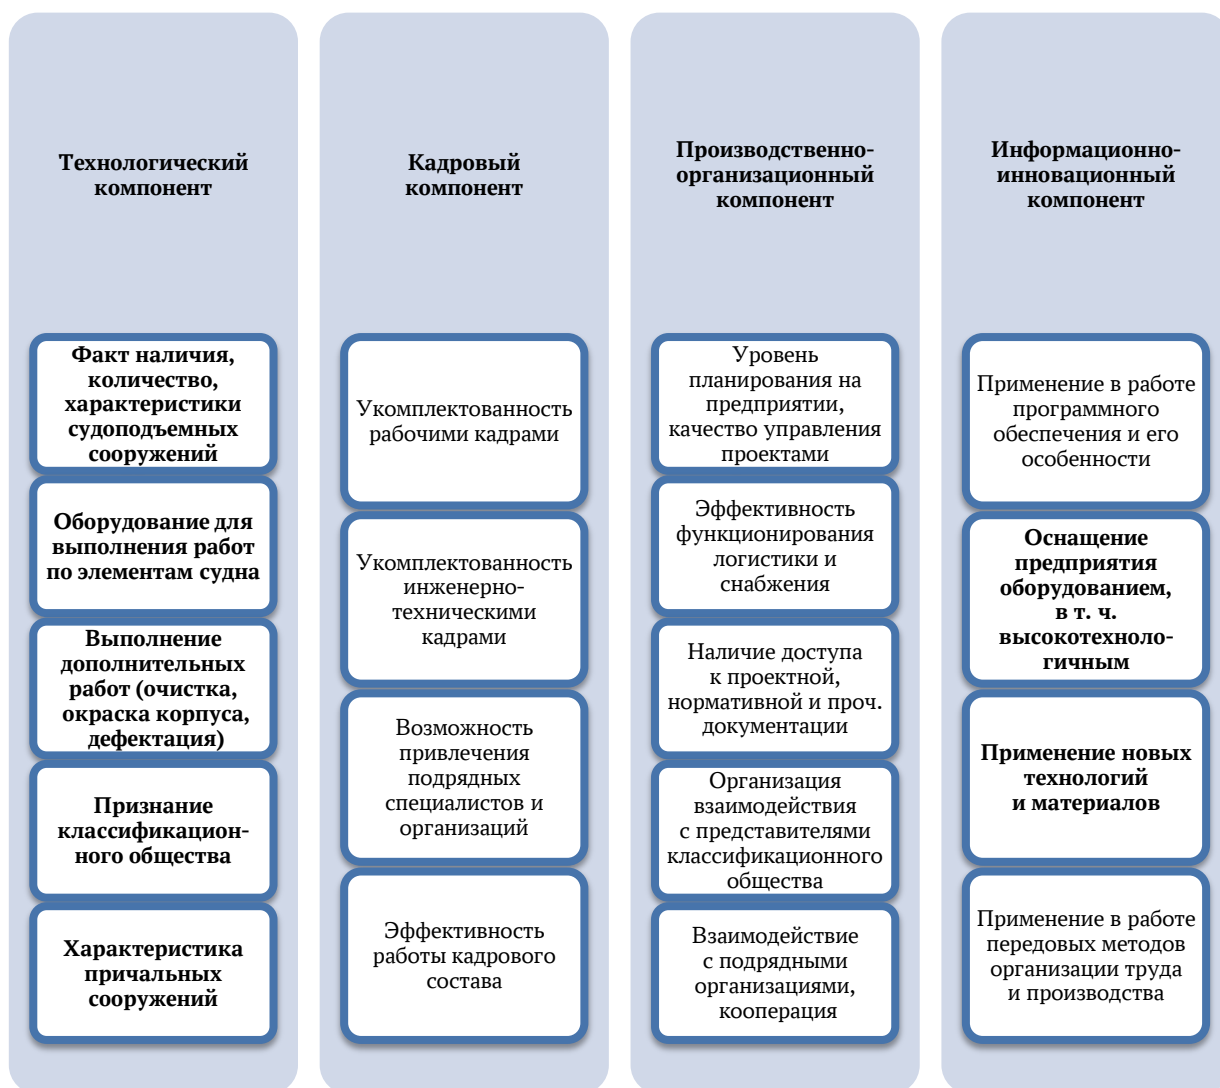 Технологический
компонент
Факт наличия,
количество,
характеристики
судоподъемных
сооружений
Оборудование для
выполнения работ
по элементам судна
Выполнение
дополнительных
работ (очистка,
окраска корпуса,
дефектация)
Признание
классификацион-
ного общества
Характеристика
причальных
сооружений
Кадровый
компонент
Укомплектованность
рабочими кадрами
Укомплектованность
инженерно-
техническими
кадрами
Возможность
привлечения
подрядных
специалистов и
организаций
Эффективность
работы кадрового
состава
Производственно-
организационный
компонент
Уровень
планирования на
предприятии,
качество управления
проектами
Эффективность
функционирования
логистики и
снабжения
Наличие доступа
к проектной,
нормативной и проч.
документации
Организация
взаимодействия
с представителями
классификационного
общества
Взаимодействие
с подрядными
организациями,
кооперация
Информационно-
инновационный
компонент
Применение в работе
программного
обеспечения и его
особенности
Оснащение
предприятия
оборудованием,
в т. ч.
высокотехноло-
гичным
Применение новых
технологий
и материалов
Применение в работе
передовых методов
организации труда
и производства